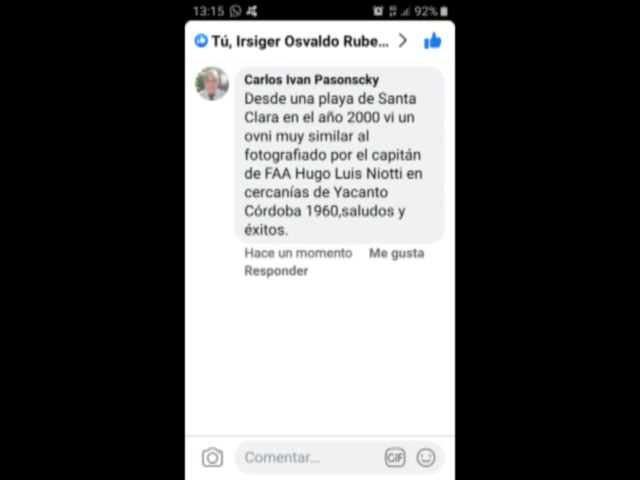 13:15 92%
Tú, Irsiger Osvaldo Rube...
Carlos Ivan Pasonscky
Desde una playa de Santa
Clara en el año 2000 vi un
ovni muy similar al
fotografiado por el capitán
de FAA Hugo Luis Niotti en
cercanías de Yacanto
Córdoba 1960,saludos y
éxitos.
Hace un momento Me gusta
Responder
Comentar... GIF